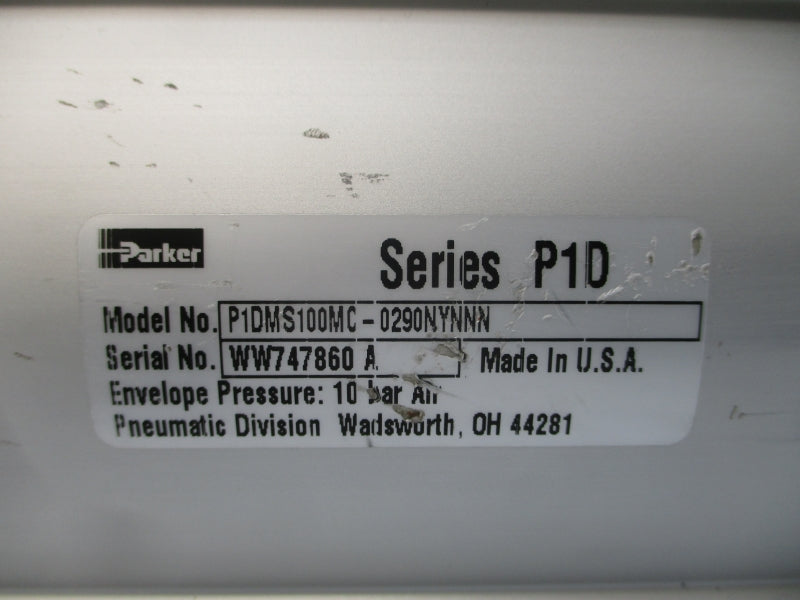 Parker
Series P1D
Model No. P1DMS100MC-0290NYNNN
Serial No. WW747860 A Made In U.S.A.
Envelope Pressure: 10 bar Air
Pneumatic Division Wadsworth, OH 44281